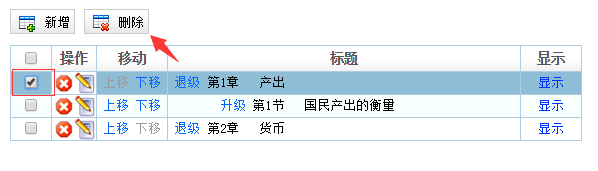 新增 删除
操作 移动 标题 显示
上移 下移 退级 第1章 产出 显示
上移 下移 升级 第1节 国民产出的衡量 显示
上移 下移 退级 第2章 货币 显示